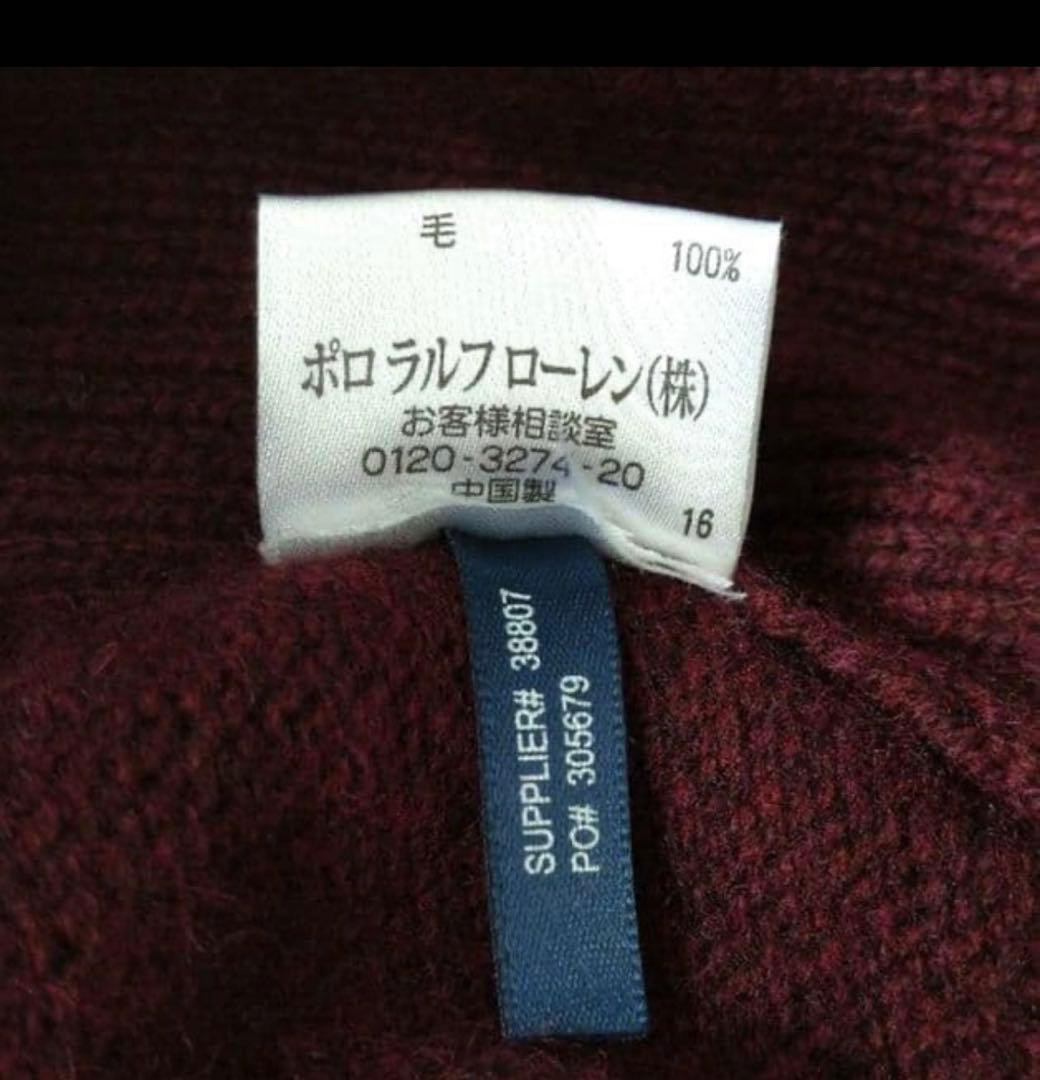 毛 100%
ポロ ラルフ ローレン(株)
お客様相談室
0120-3274-20
中国製
16
SUPPLIER# 38807
PO# 305679